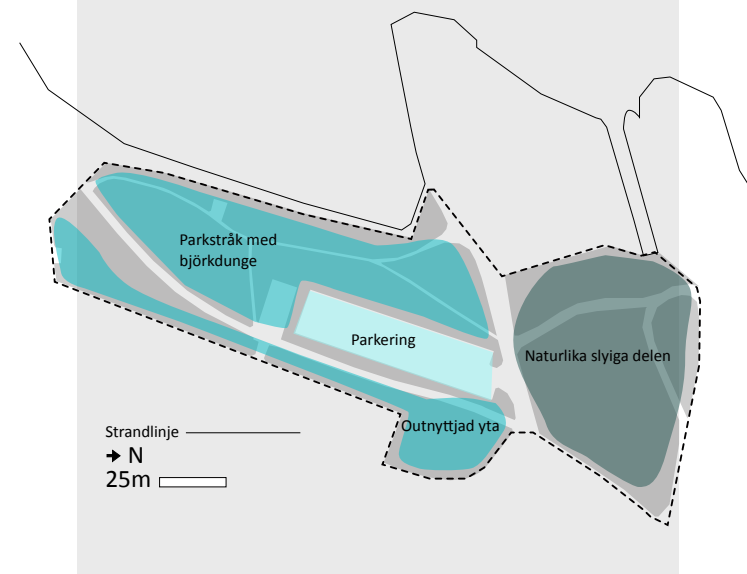 Parkstråk med
björkdunge
Parkering
Naturlika slyiga delen
Outnyttjad yta
Strandlinje
N
25m